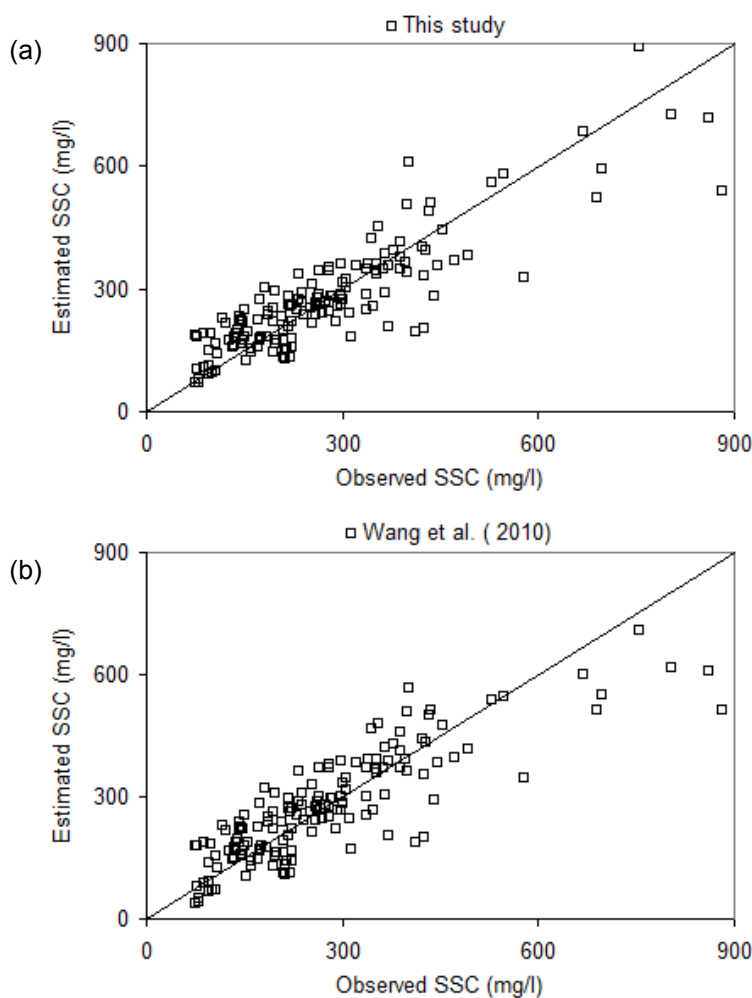 This study
(a)
900
600
300
0
Estimated SSC (mg/l)
0 300 600 900
Observed SSC (mg/l)
Wang et al. ( 2010)
(b)
900
600
300
0
Estimated SSC (mg/l)
0 300 600 900
Observed SSC (mg/l)